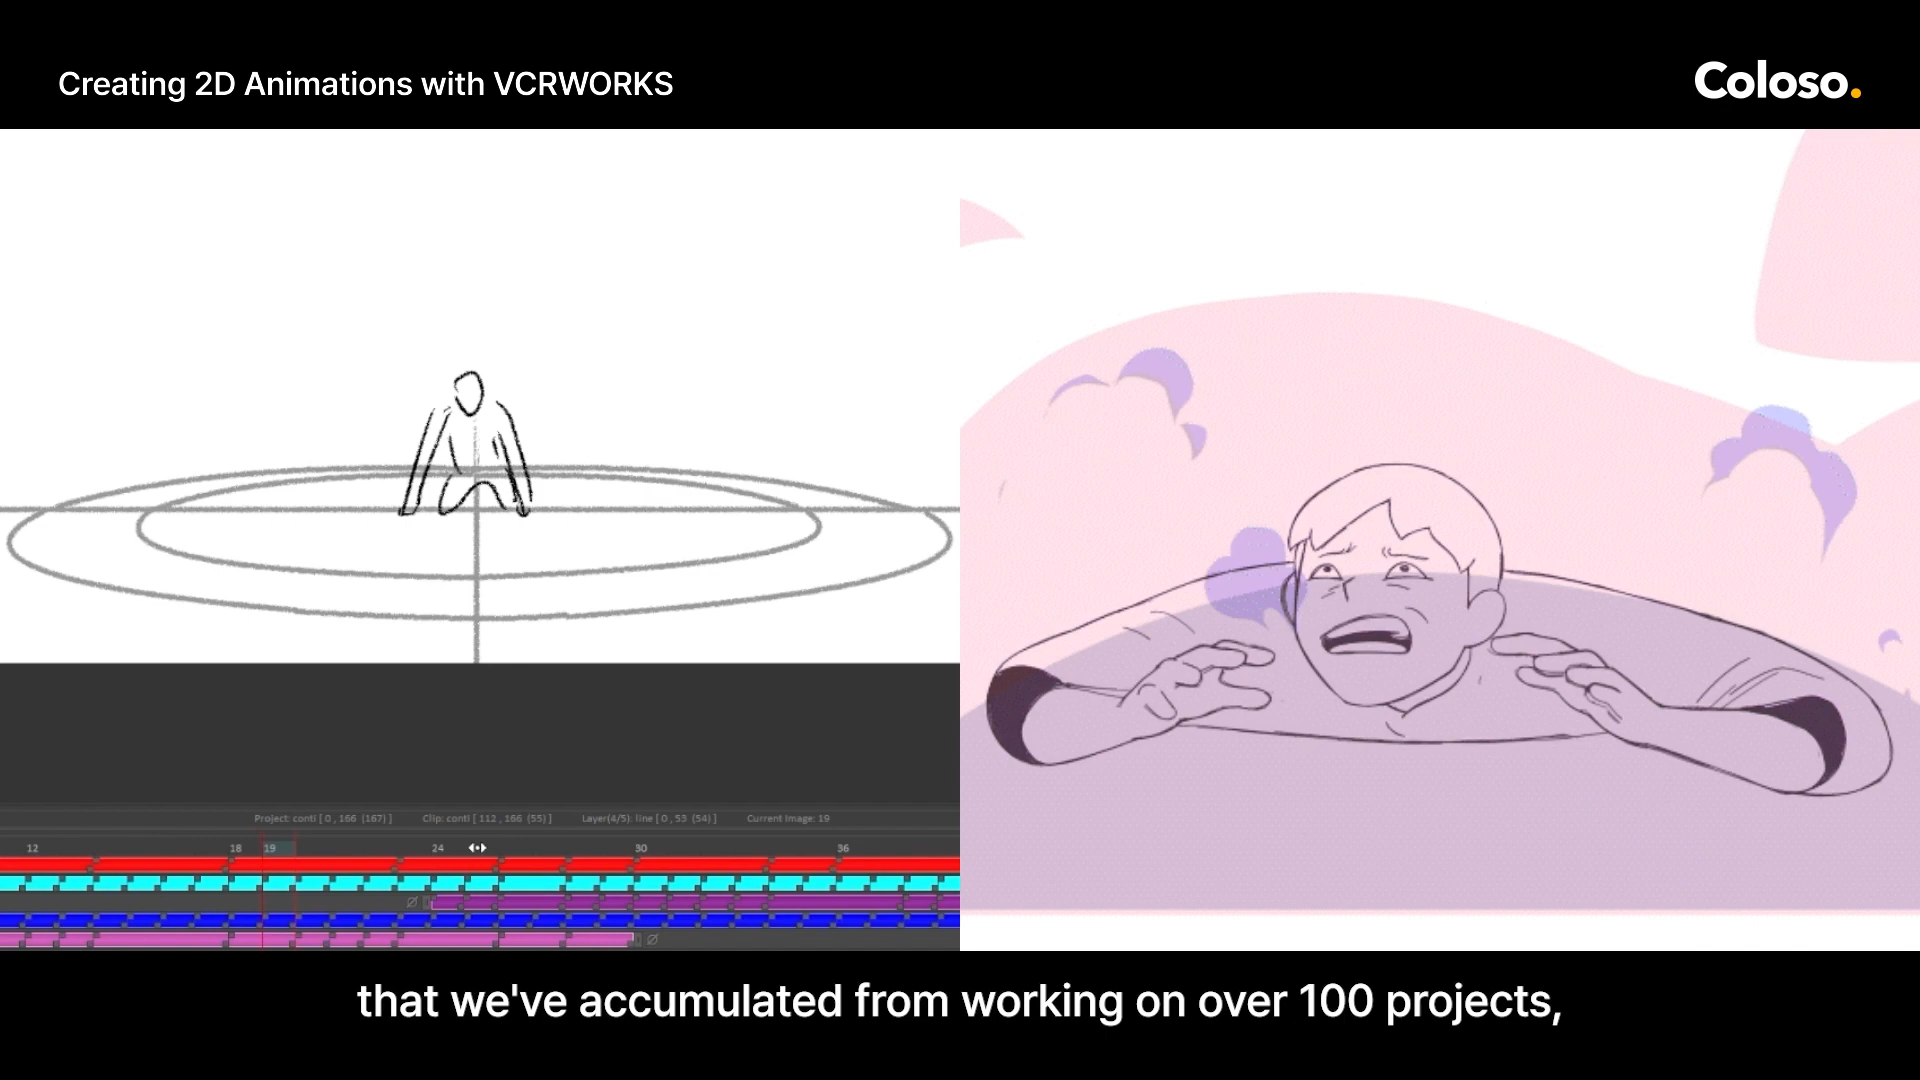 Creating 2D Animations with VCRWORKS
Coloso.
Project: conti [ 0 , 166 (167) ] Clip: conti [ 112 , 166 (55) ] Layer(4/5): line [ 0 , 53 (54) ] Current Image: 19
12 18 19 24 30 36
that we've accumulated from working on over 100 projects,